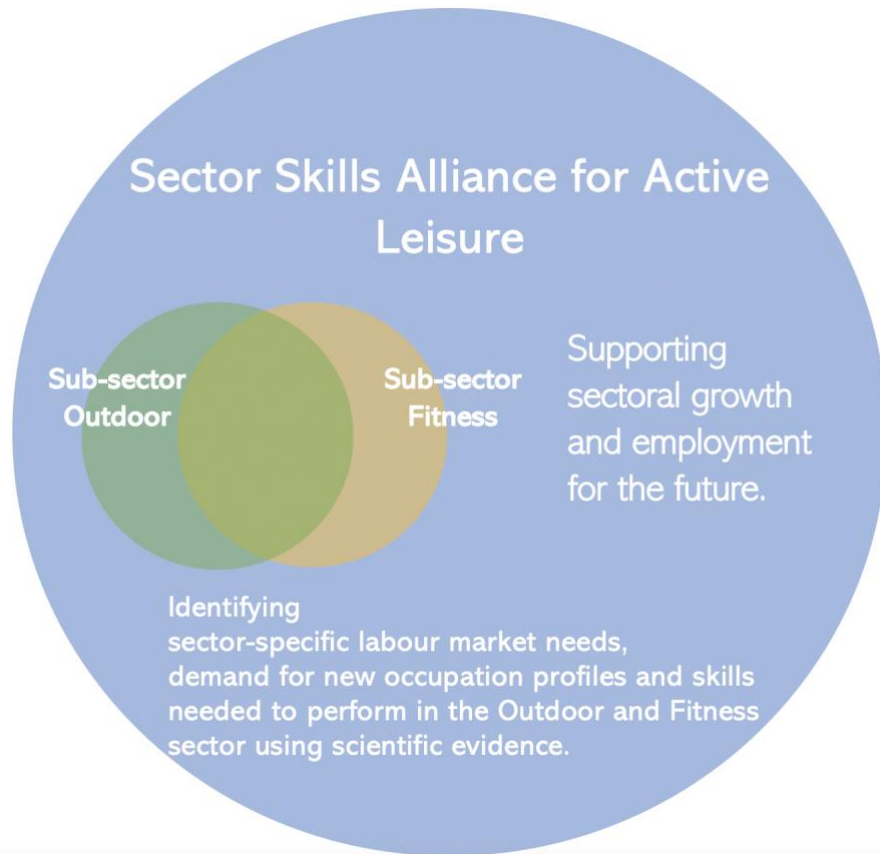 Sector Skills Alliance for Active
Leisure
Sub-sector
Outdoor
Sub-sector
Fitness
Supporting
sectoral growth
and employment
for the future.
Identifying
sector-specific labour market needs,
demand for new occupation profiles and skills
needed to perform in the Outdoor and Fitness
sector using scientific evidence.